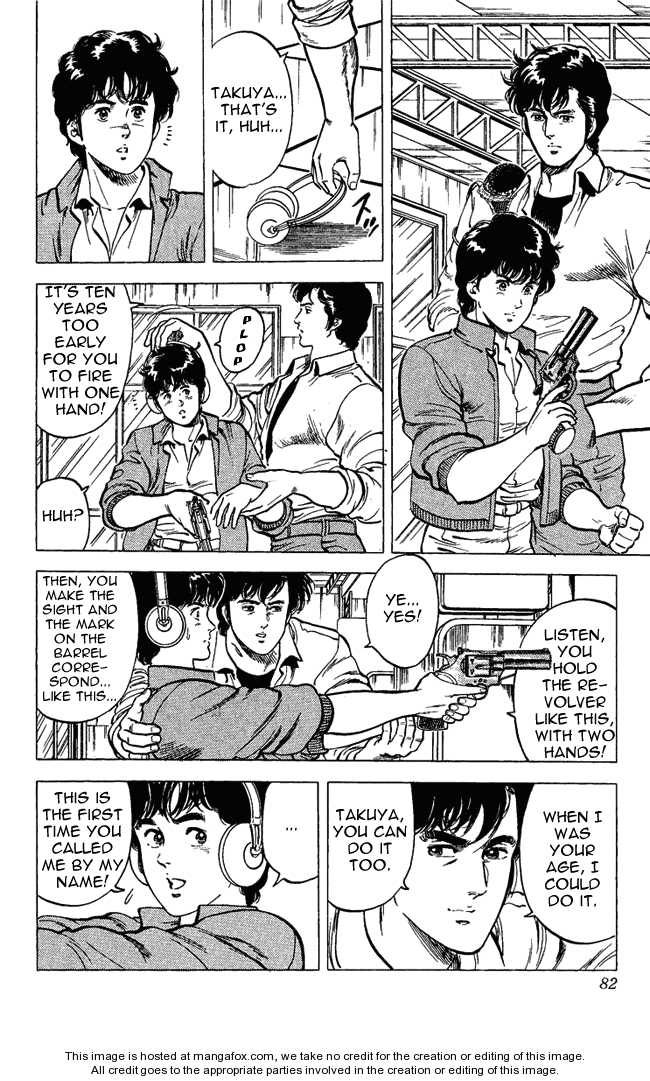 TAKUYA...
THAT'S
IT, HUH...
PLOP
IT'S TEN
YEARS
TOO
EARLY
FOR YOU
TO FIRE
WITH ONE
HAND!
HUH?
LISTEN,
YOU
HOLD
THE RE-
VOLVER
LIKE THIS,
WITH TWO
HANDS!
YE...
YES!
THEN, YOU
MAKE THE
SIGHT AND
THE MARK
ON THE
BARREL
CORRE-
SPOND...
LIKE THIS...
WHEN I
WAS
YOUR
AGE, I
COULD
DO IT.
TAKUYA,
YOU CAN
DO IT
TOO.
...
THIS IS
THE FIRST
TIME YOU
CALLED
ME BY MY
NAME!
82
This image is hosted at mangafox.com, we take no credit for the creation or editing of this image.
All credit goes to the appropriate parties involved in the creation or editing of this image.